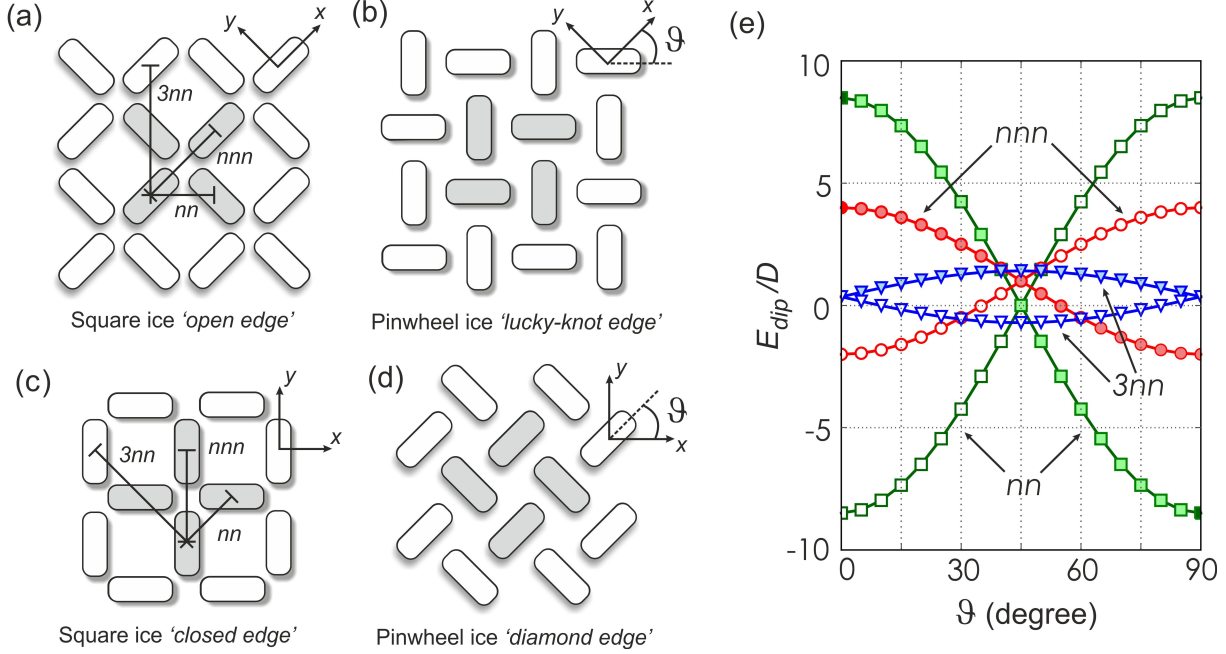 (a)
y
x
3nn
nnn
nn
Square ice 'open edge'
(b)
y
x
ϑ
Pinwheel ice 'lucky-knot edge'
(c)
y
x
3nn
nnn
nn
Square ice 'closed edge'
(d)
y
x
ϑ
Pinwheel ice 'diamond edge'
(e)
10
5
0
-5
-10
E_dip /D
nnn
3nn
nn
0
30
60
90
ϑ (degree)